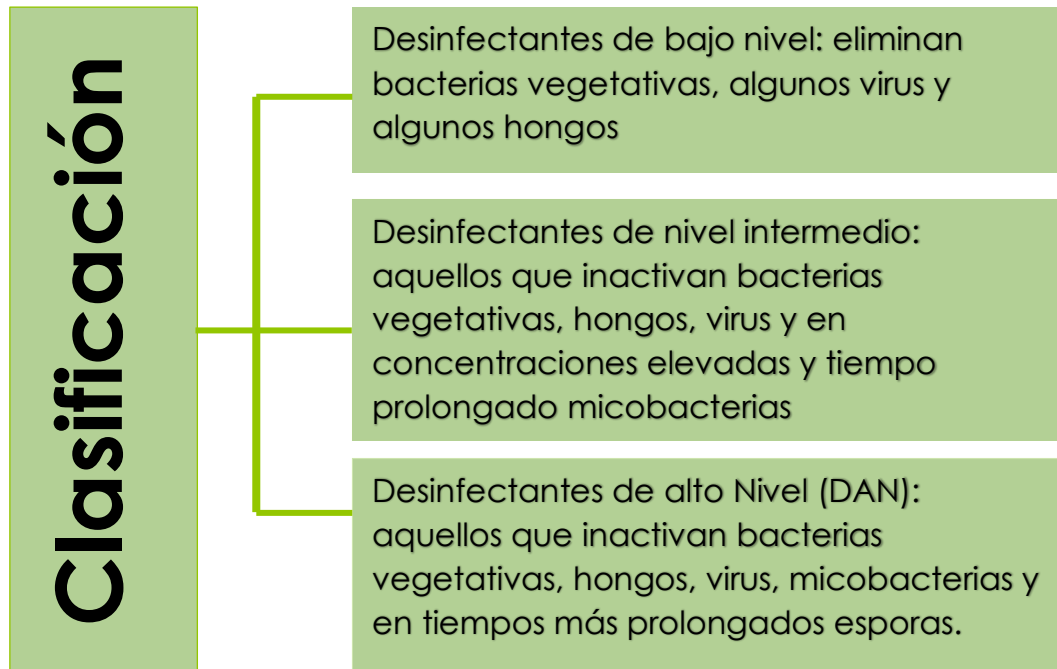 Clasificación
Desinfectantes de bajo nivel: eliminan
bacterias vegetativas, algunos virus y
algunos hongos
Desinfectantes de nivel intermedio:
aquellos que inactivan bacterias
vegetativas, hongos, virus y en
concentraciones elevadas y tiempo
prolongado micobacterias
Desinfectantes de alto Nivel (DAN):
aquellos que inactivan bacterias
vegetativas, hongos, virus, micobacterias y
en tiempos más prolongados esporas.